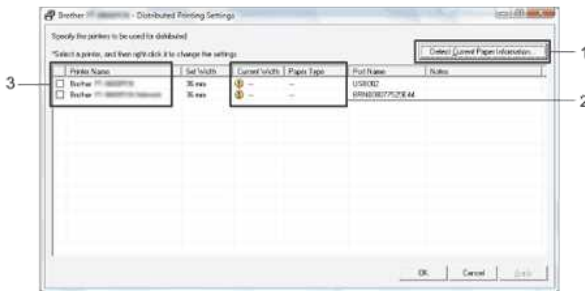 Brother - Distributed Printing Settings
Specify the printers to be used for distributed
*Select a printer, and then right-click it to change the settings.
Detect Current Paper Information...
1
Printer Name Set Width Current Width Paper Type Port Name Notes
3
Brother 36 mm -- -- USB002
Brother 36 mm -- --
2
OK Cancel Apply